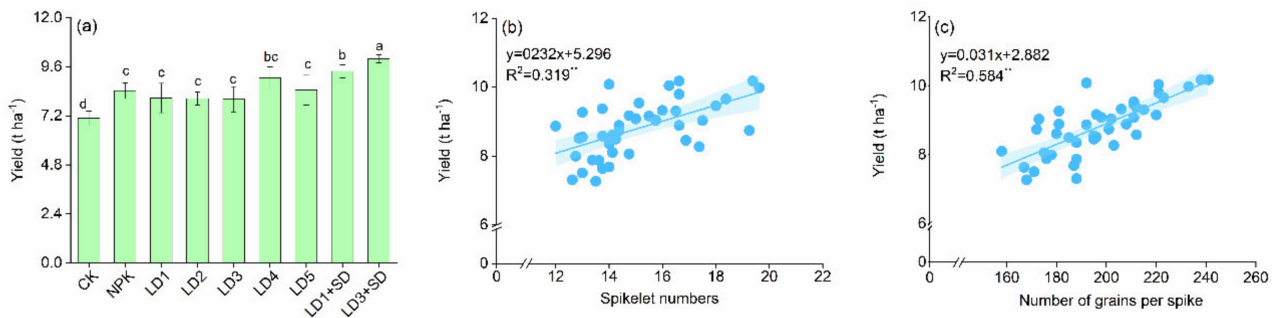 (a)
12.0
9.6
7.2
4.8
2.4
0.0
Yield (t ha⁻¹)
d
c
c
c
c
bc
c
b
a
CK
NPK
LD1
LD2
LD3
LD4
LD5
LD1+SD
LD3+SD
(b)
y=0232x+5.296
R²=0.319**
12
10
8
6
0
Yield (t ha⁻¹)
0
12
14
16
18
20
22
Spikelet numbers
(c)
y=0.031x+2.882
R²=0.584**
12
10
8
6
0
Yield (t ha⁻¹)
0
160
180
200
220
240
260
Number of grains per spike